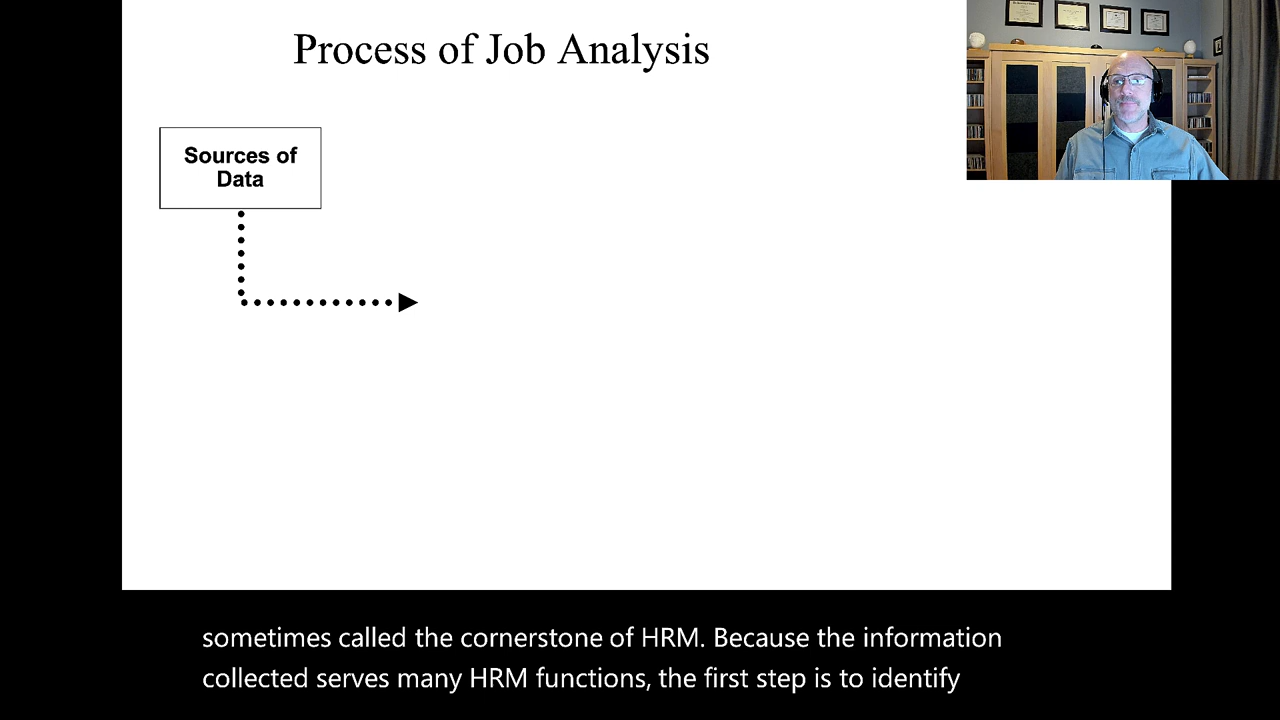 Process of Job Analysis
Sources of
Data
sometimes called the cornerstone of HRM. Because the information
collected serves many HRM functions, the first step is to identify